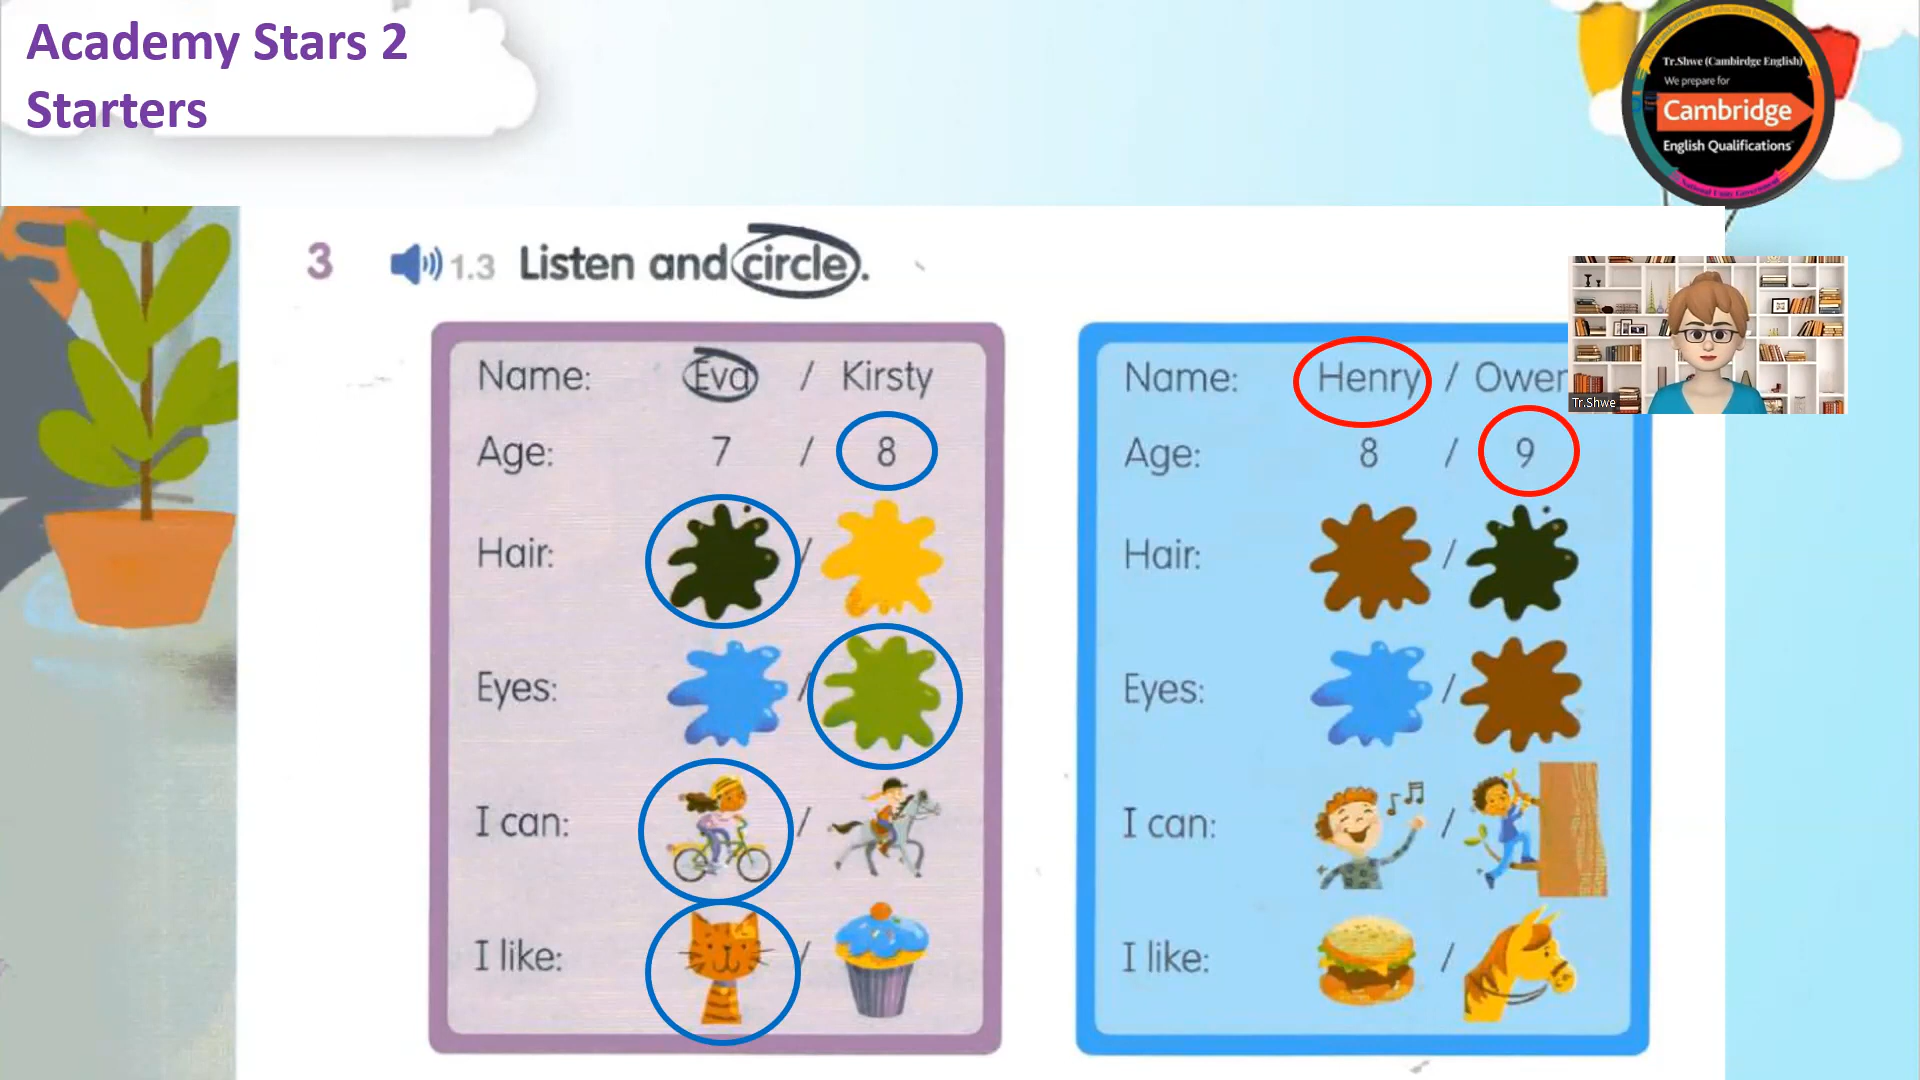 Academy Stars 2
Starters
Tr.Shwe (Cambirdge English)
We prepare for
Cambridge
English Qualifications
3 1.3 Listen and circle.
Name: Eva / Kirsty
Age: 7 / 8
Hair: /
Eyes: /
I can: /
I like: /
Name: Henry / Ower
Age: 8 / 9
Hair: /
Eyes: /
I can: /
I like: /
Tr.Shwe